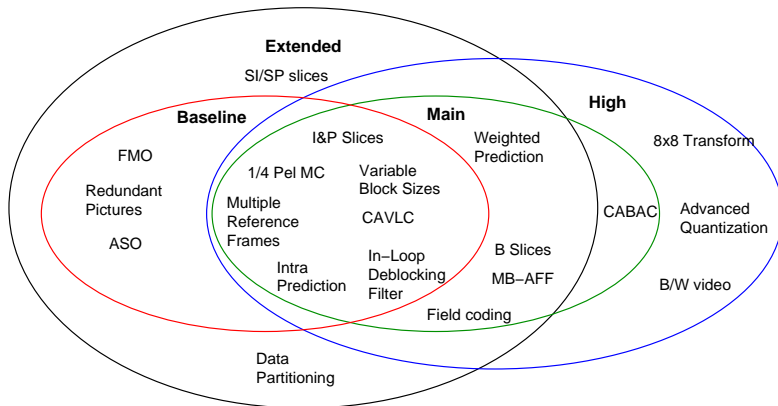 Extended
SI/SP slices
Baseline
Main
High
I&P Slices
Weighted
Prediction
8x8 Transform
FMO
1/4 Pel MC
Variable
Block Sizes
Redundant
Pictures
Multiple
Reference
Frames
CAVLC
CABAC
Advanced
Quantization
ASO
In−Loop
Deblocking
Filter
B Slices
MB−AFF
Intra
Prediction
B/W video
Field coding
Data
Partitioning